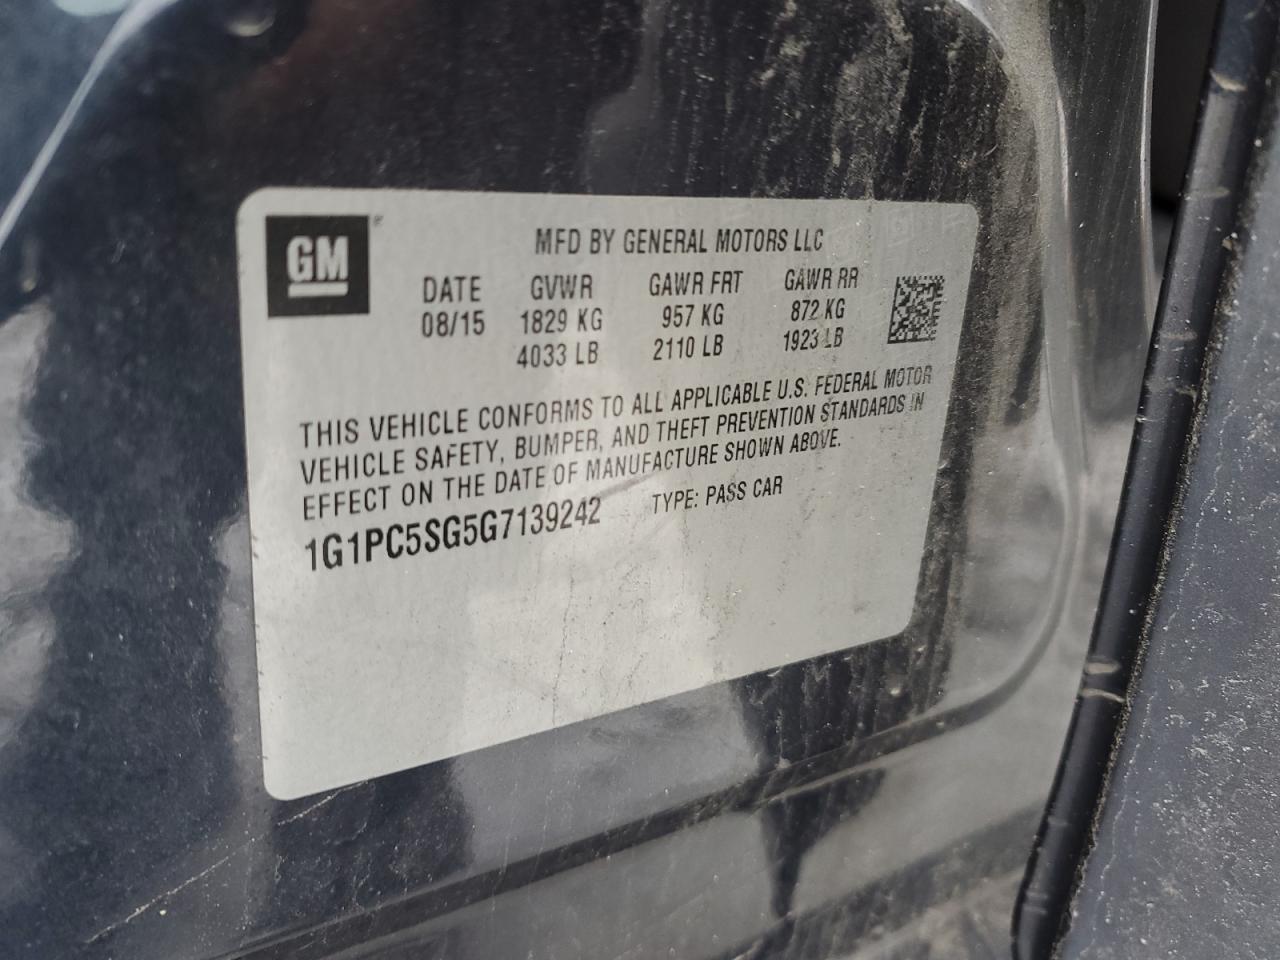 GM
MFD BY GENERAL MOTORS LLC
DATE GVWR GAWR FRT GAWR RR
08/15 1829 KG 957 KG 872 KG
4033 LB 2110 LB 1923 LB
THIS VEHICLE CONFORMS TO ALL APPLICABLE U.S. FEDERAL MOTOR
VEHICLE SAFETY, BUMPER, AND THEFT PREVENTION STANDARDS IN
EFFECT ON THE DATE OF MANUFACTURE SHOWN ABOVE.
1G1PC5SG5G7139242 TYPE: PASS CAR